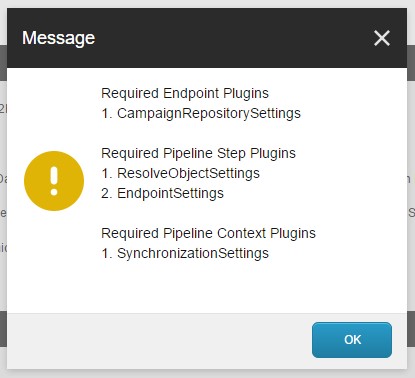 Message
Required Endpoint Plugins
1. CampaignRepositorySettings
Required Pipeline Step Plugins
1. ResolveObjectSettings
2. EndpointSettings
Required Pipeline Context Plugins
1. SynchronizationSettings
OK